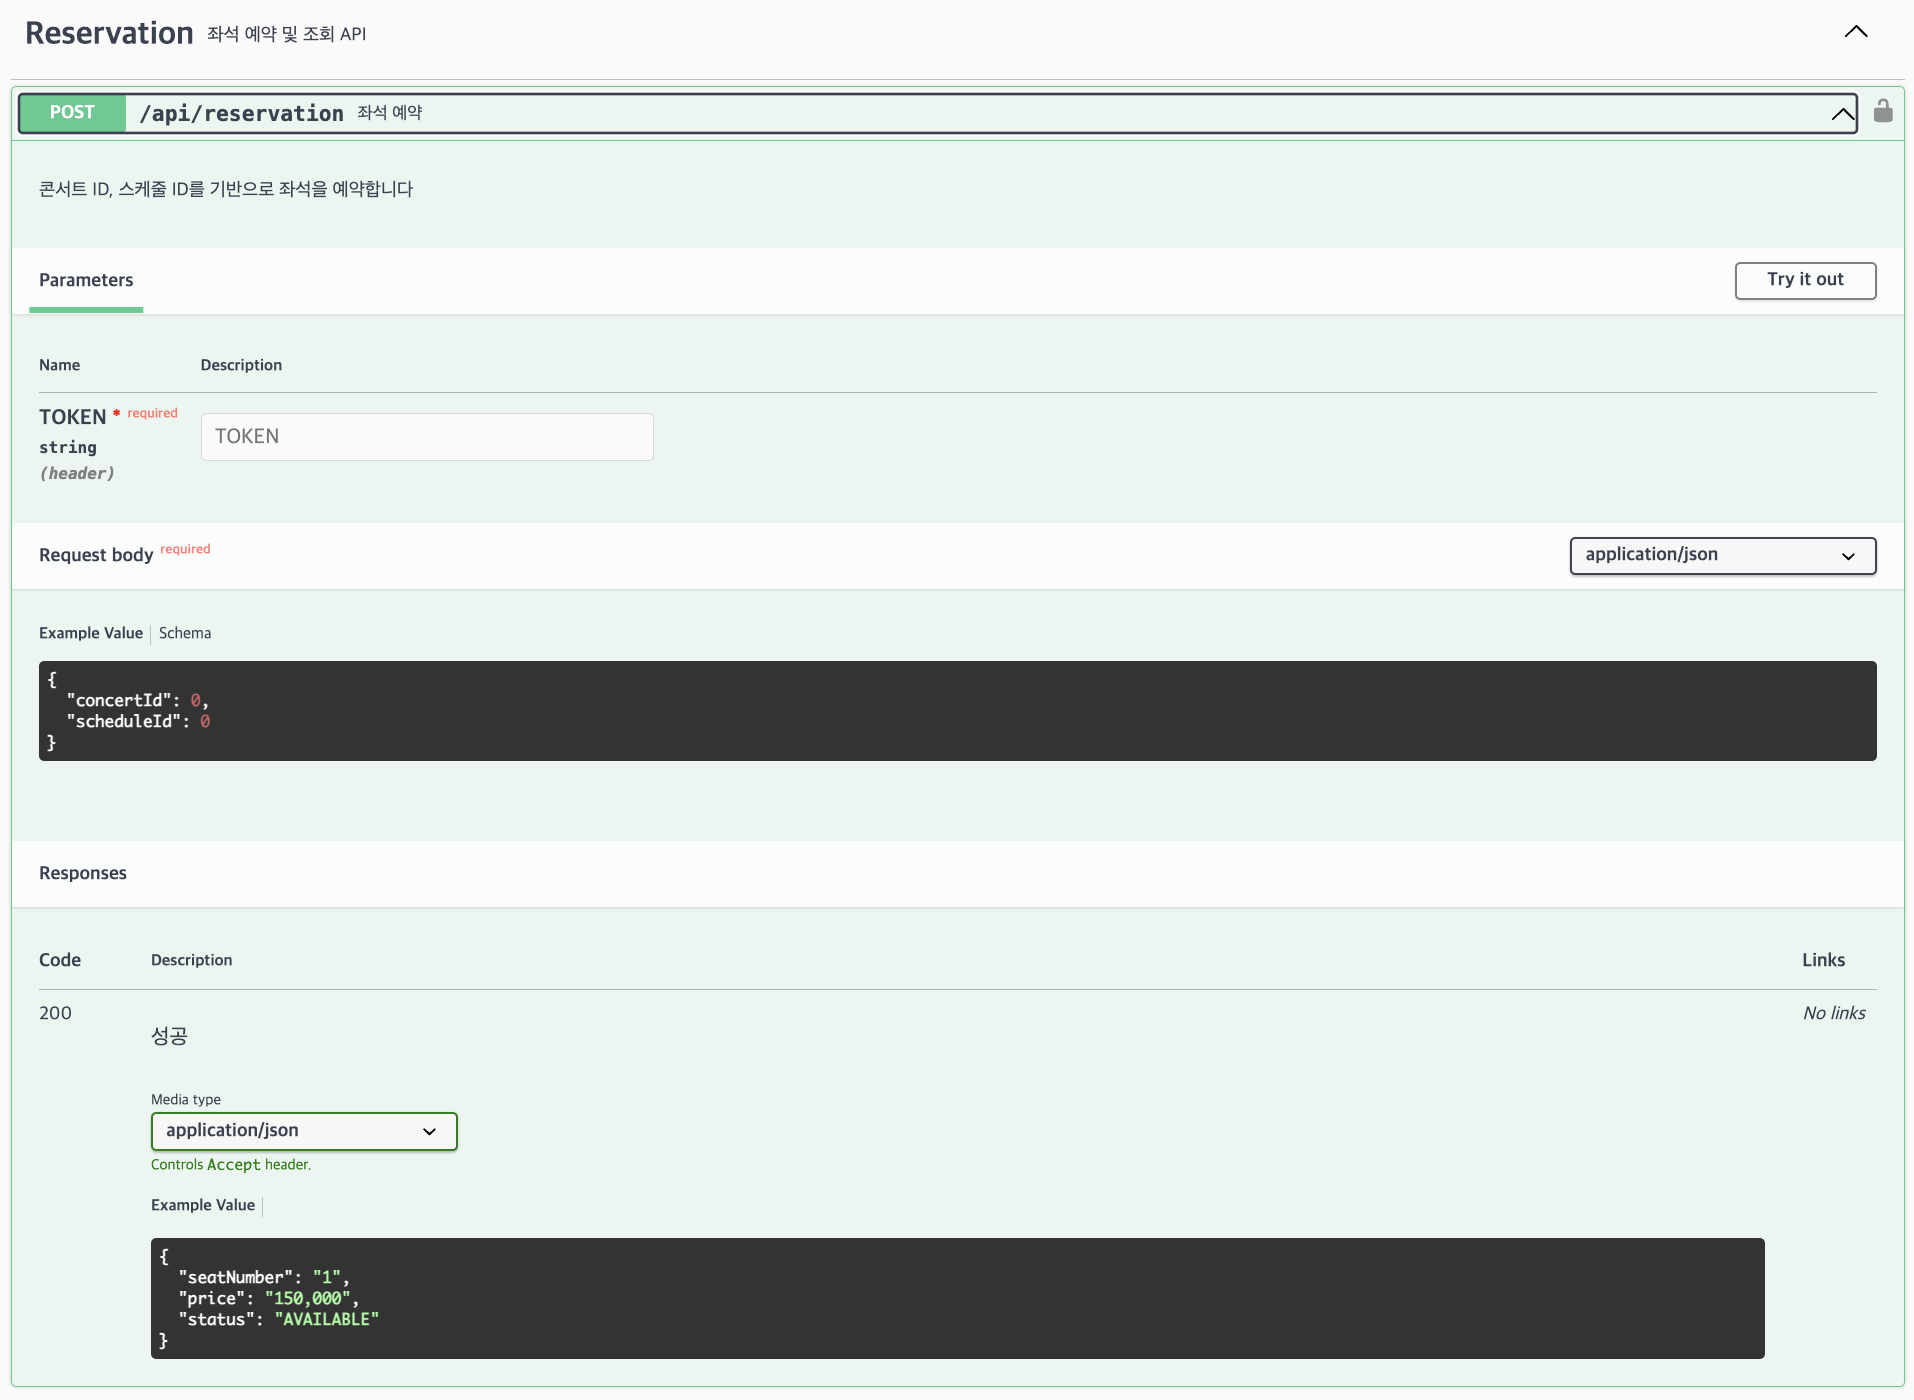 Reservation 좌석 예약 및 조회 API
POST /api/reservation 좌석 예약
콘서트 ID, 스케줄 ID를 기반으로 좌석을 예약합니다
Parameters
Try it out
Name Description
TOKEN * required
string
(header)
TOKEN
Request body required
application/json
Example Value Schema
{
  "concertId": 0,
  "scheduleId": 0
}
Responses
Code Description Links
200
성공
No links
Media type
application/json
Controls Accept header.
Example Value
{
  "seatNumber": "1",
  "price": "150,000",
  "status": "AVAILABLE"
}